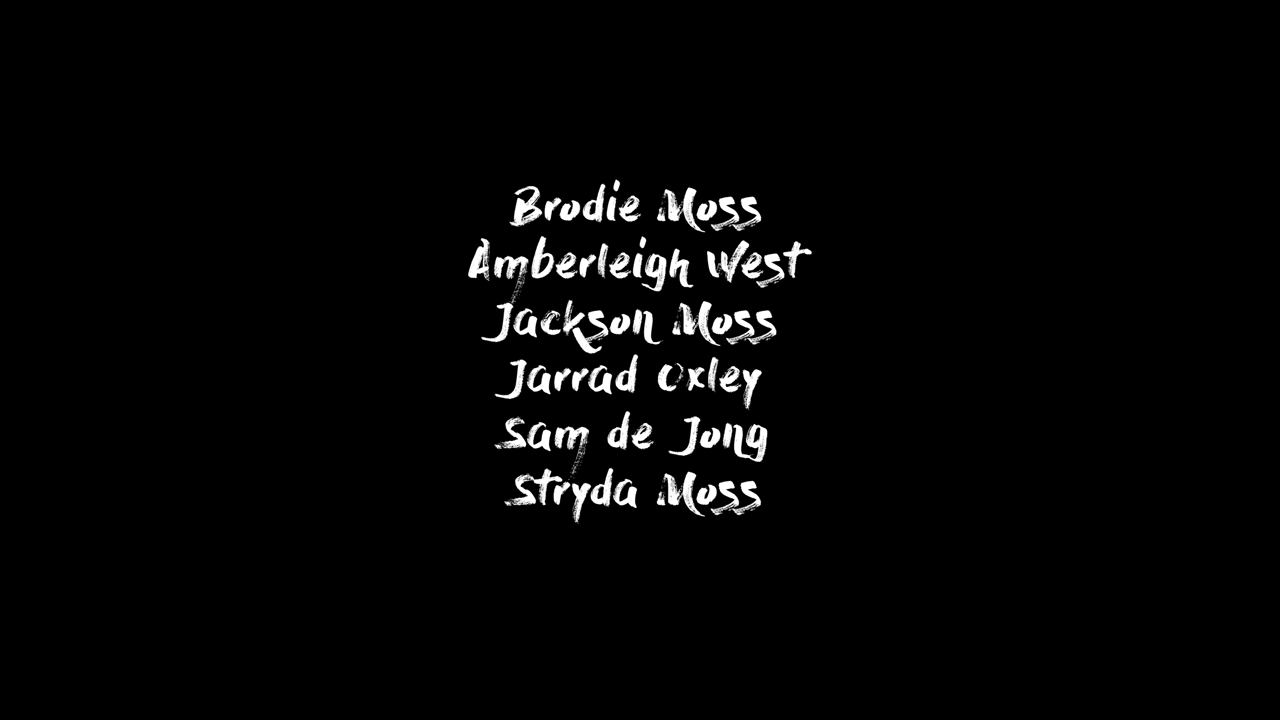 Brodie Moss
Amberleigh West
Jackson Moss
Jarrad Oxley
Sam de Jong
Stryda Moss